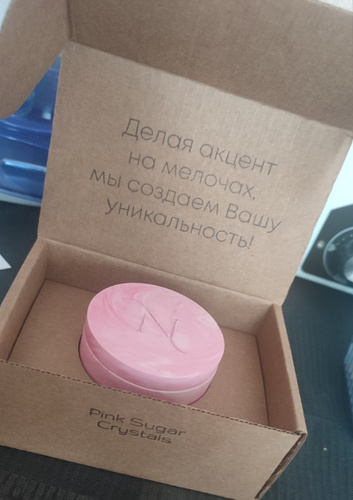 Делая акцент
на мелочах,
мы создаем Вашу
уникальность!
N
Pink Sugar
Crystals